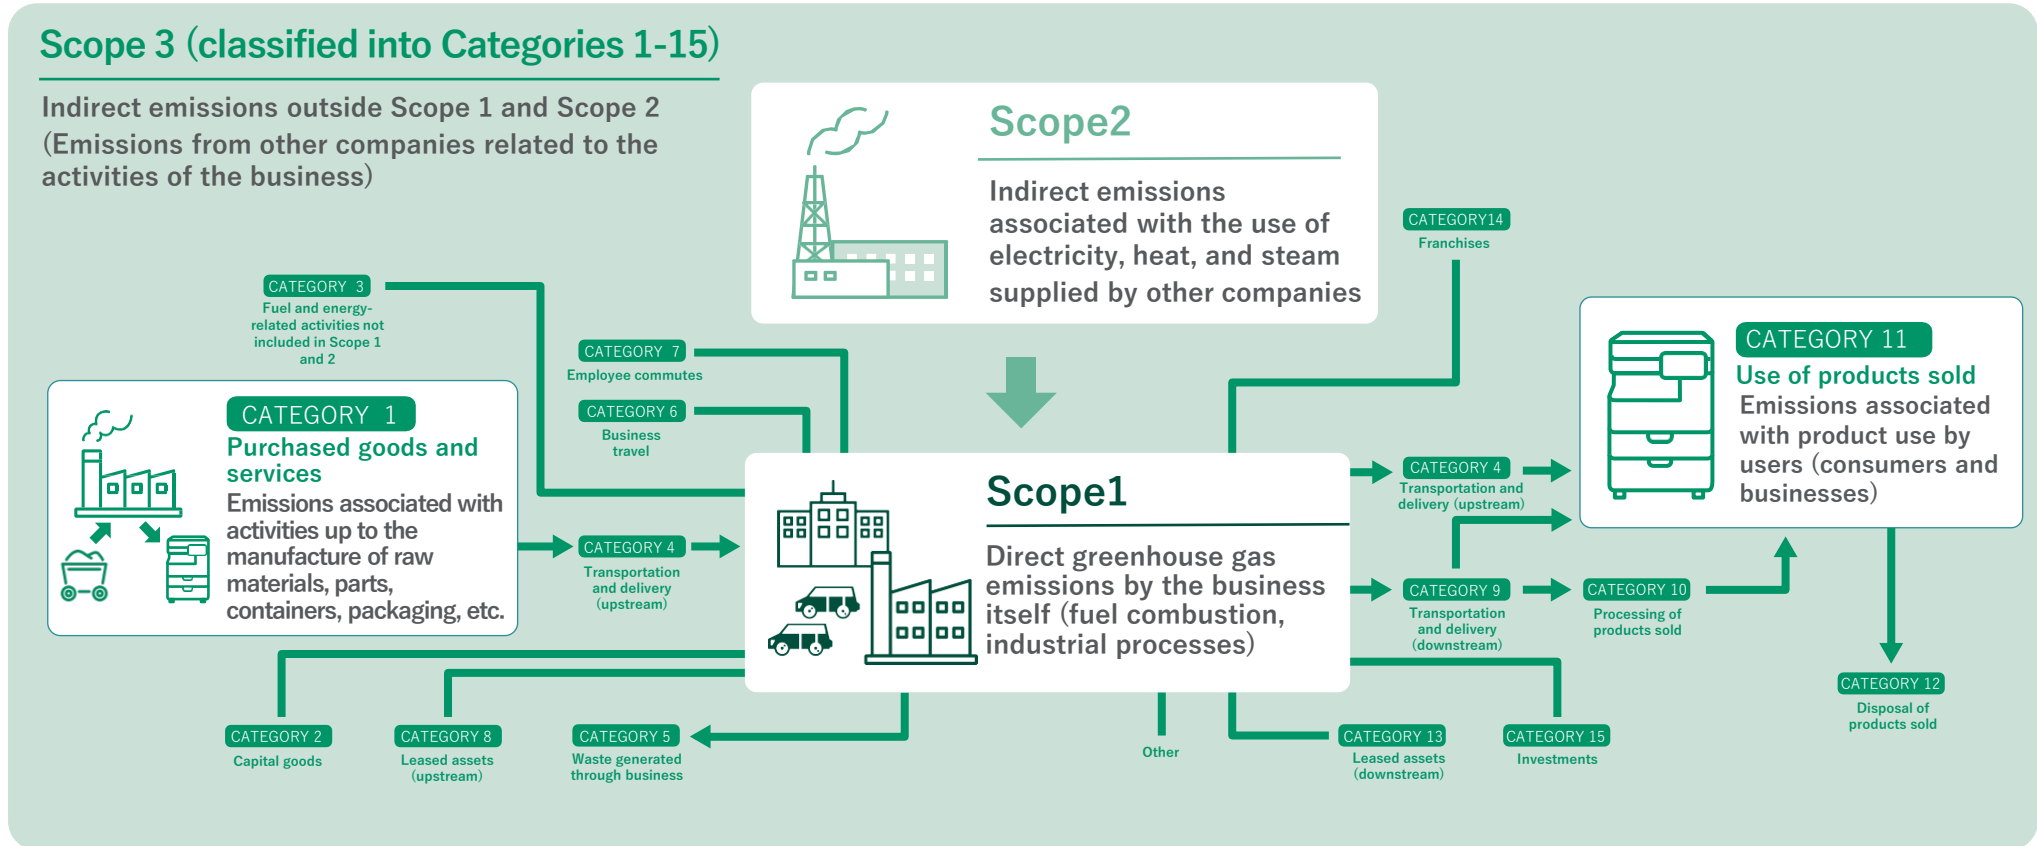 Scope 3 (classified into Categories 1-15)
Indirect emissions outside Scope 1 and Scope 2
(Emissions from other companies related to the
activities of the business)
Scope2
Indirect emissions
associated with the use of
electricity, heat, and steam
supplied by other companies
CATEGORY14
Franchises
CATEGORY 3
Fuel and energy-
related activities not
included in Scope 1
and 2
CATEGORY 7
Employee commutes
CATEGORY 6
Business
travel
CATEGORY 1
Purchased goods and
services
Emissions associated with
activities up to the
manufacture of raw
materials, parts,
containers, packaging, etc.
CATEGORY 4
Transportation
and delivery
(upstream)
Scope1
Direct greenhouse gas
emissions by the business
itself (fuel combustion,
industrial processes)
CATEGORY 4
Transportation and
delivery (upstream)
CATEGORY 9
Transportation
and delivery
(downstream)
CATEGORY 10
Processing of
products sold
CATEGORY 11
Use of products sold
Emissions associated
with product use by
users (consumers and
businesses)
CATEGORY 12
Disposal of
products sold
CATEGORY 2
Capital goods
CATEGORY 8
Leased assets
(upstream)
CATEGORY 5
Waste generated
through business
Other
CATEGORY 13
Leased assets
(downstream)
CATEGORY 15
Investments